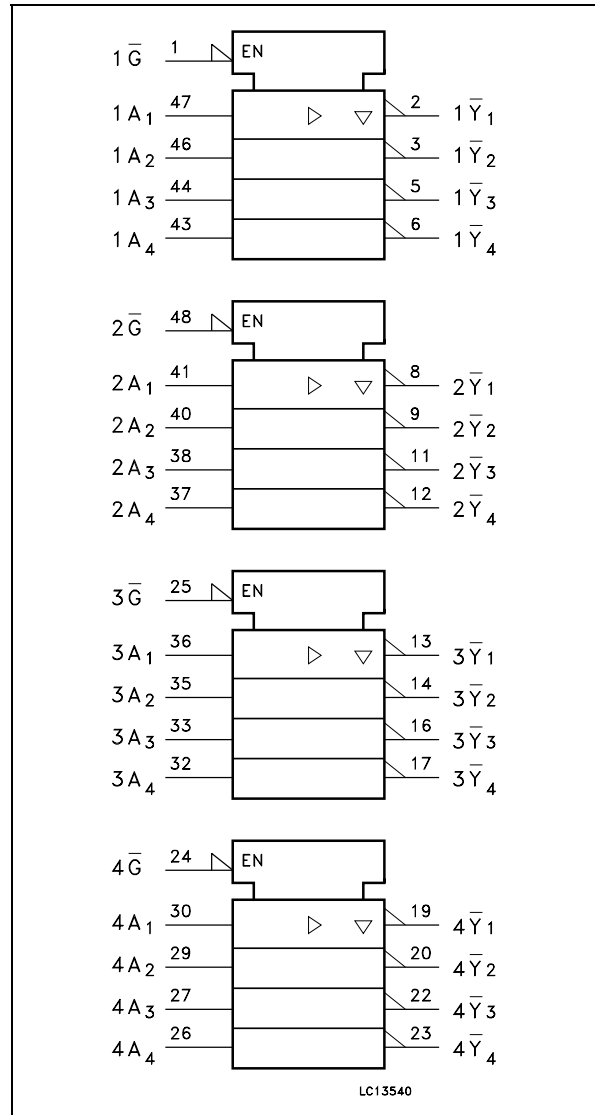 1G̅ 1 EN
1A1 47 2 1Y̅1
1A2 46 3 1Y̅2
1A3 44 5 1Y̅3
1A4 43 6 1Y̅4
2G̅ 48 EN
2A1 41 8 2Y̅1
2A2 40 9 2Y̅2
2A3 38 11 2Y̅3
2A4 37 12 2Y̅4
3G̅ 25 EN
3A1 36 13 3Y̅1
3A2 35 14 3Y̅2
3A3 33 16 3Y̅3
3A4 32 17 3Y̅4
4G̅ 24 EN
4A1 30 19 4Y̅1
4A2 29 20 4Y̅2
4A3 27 22 4Y̅3
4A4 26 23 4Y̅4
LC13540